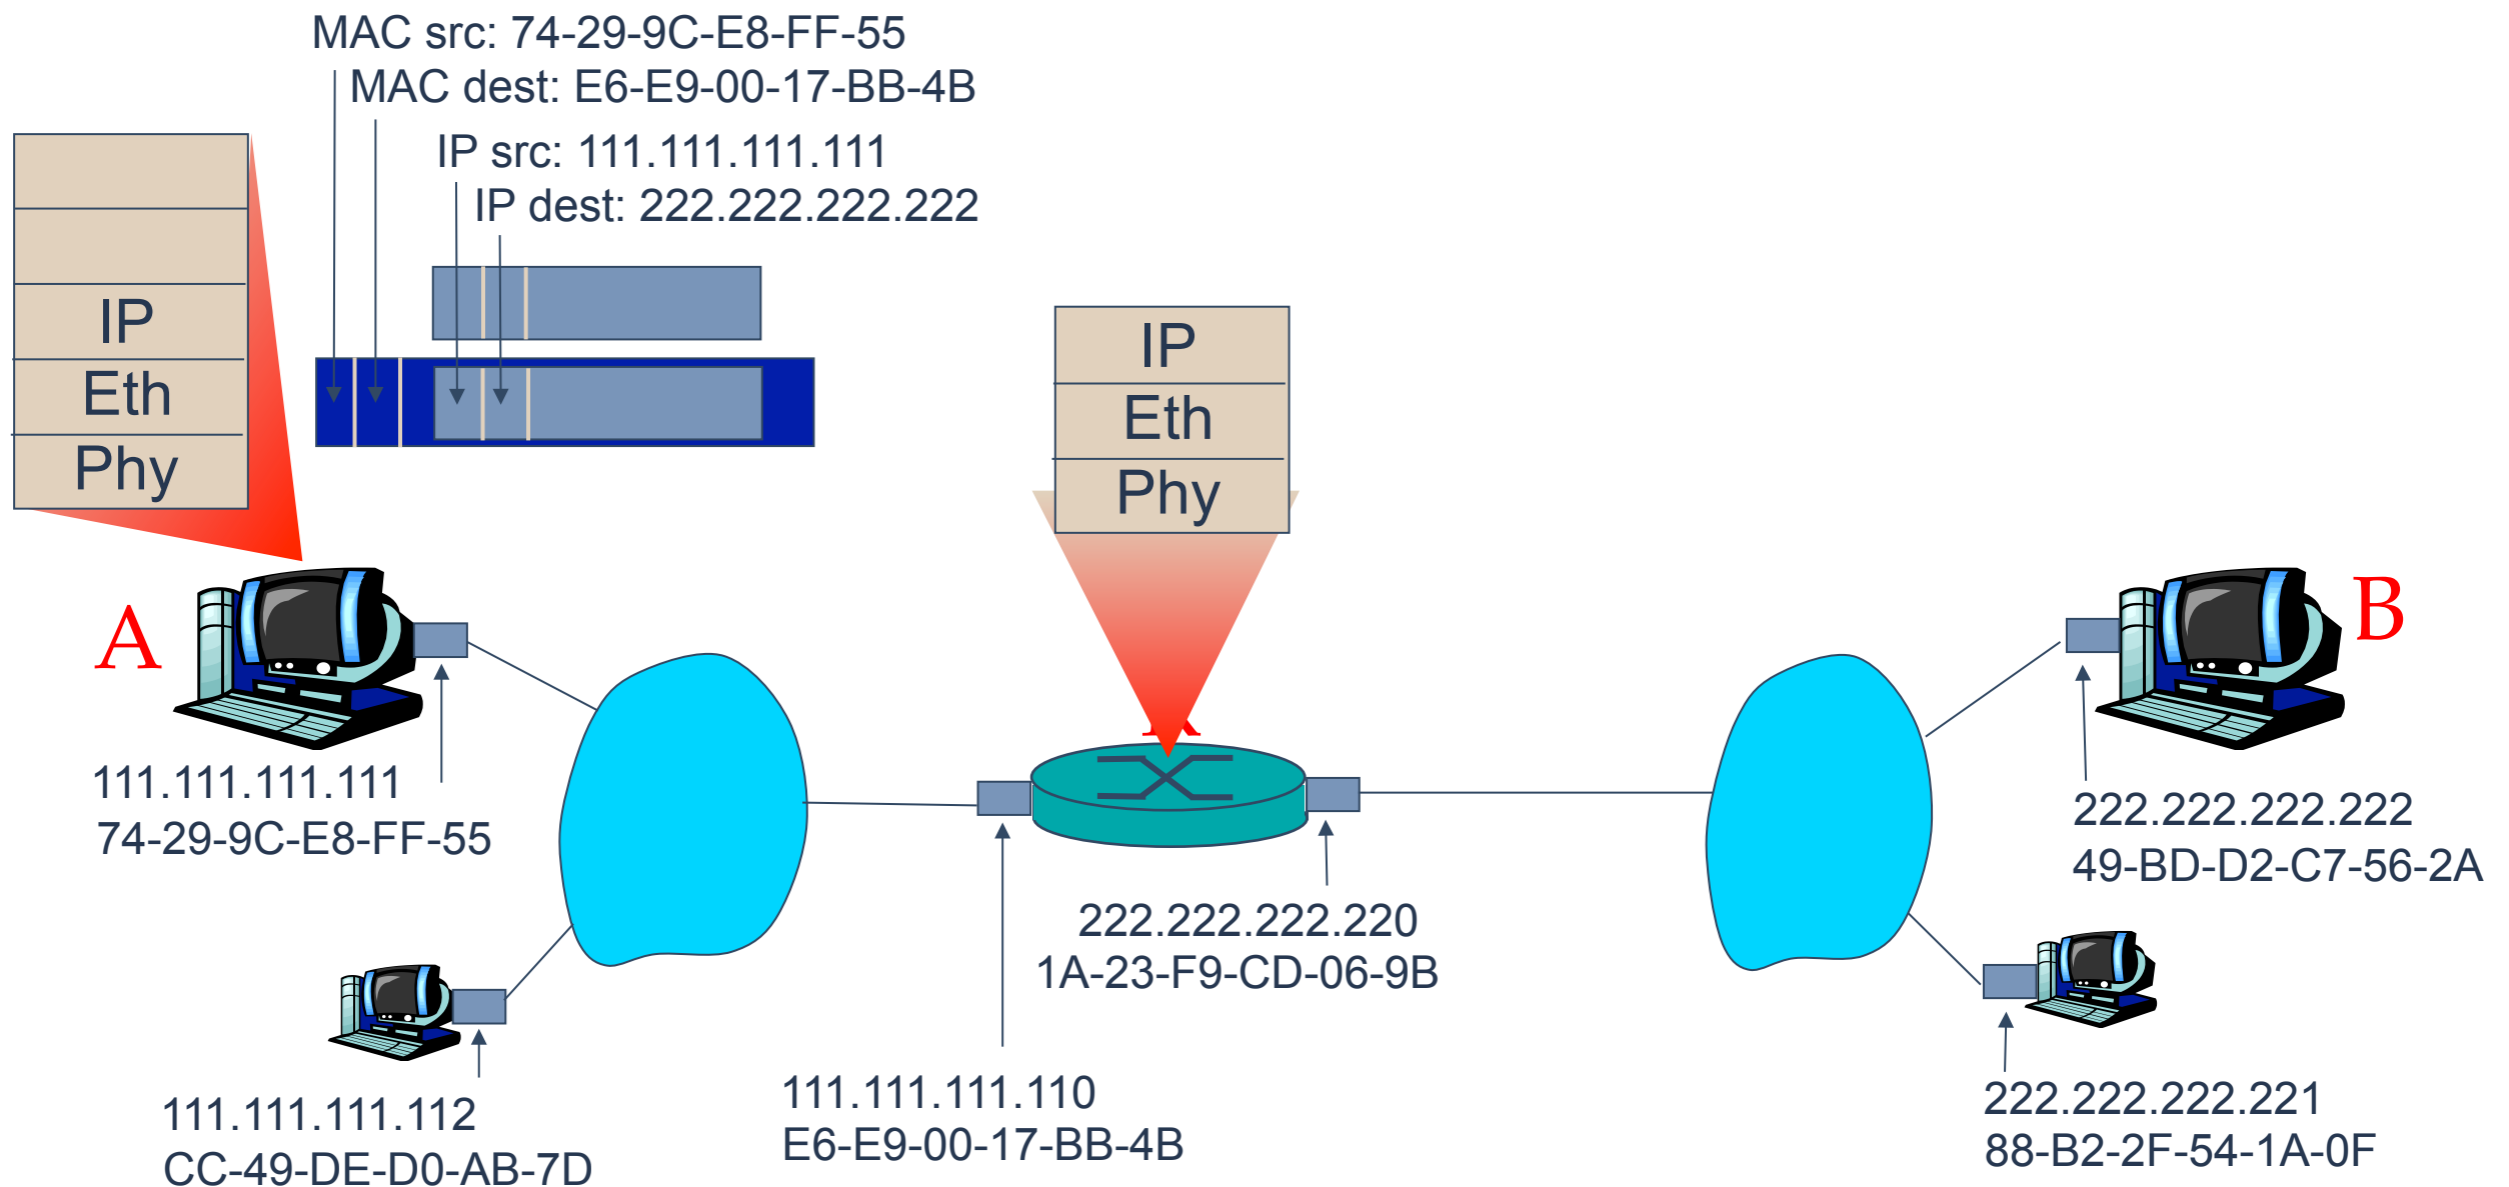 MAC src: 74-29-9C-E8-FF-55
MAC dest: E6-E9-00-17-BB-4B
IP src: 111.111.111.111
IP dest: 222.222.222.222
IP
Eth
Phy
IP
Eth
Phy
A
B
111.111.111.111
74-29-9C-E8-FF-55
222.222.222.222
49-BD-D2-C7-56-2A
222.222.222.220
1A-23-F9-CD-06-9B
111.111.111.112
CC-49-DE-D0-AB-7D
111.111.111.110
E6-E9-00-17-BB-4B
222.222.222.221
88-B2-2F-54-1A-0F